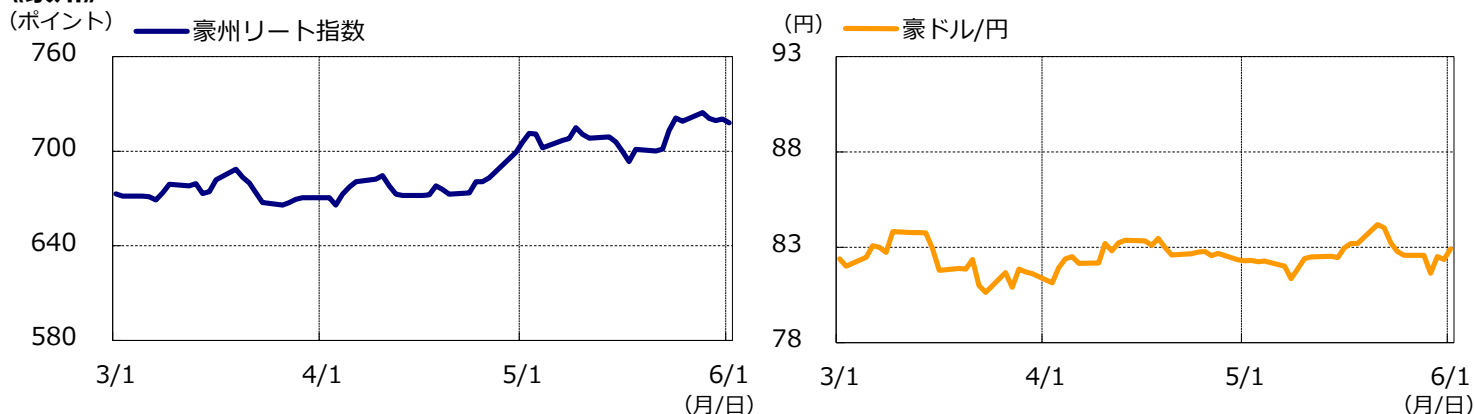 （ポイント）
豪州リート指数
760
700
640
580
3/1 4/1 5/1 6/1
（月/日）
（円）
豪ドル/円
93
88
83
78
3/1 4/1 5/1 6/1
（月/日）